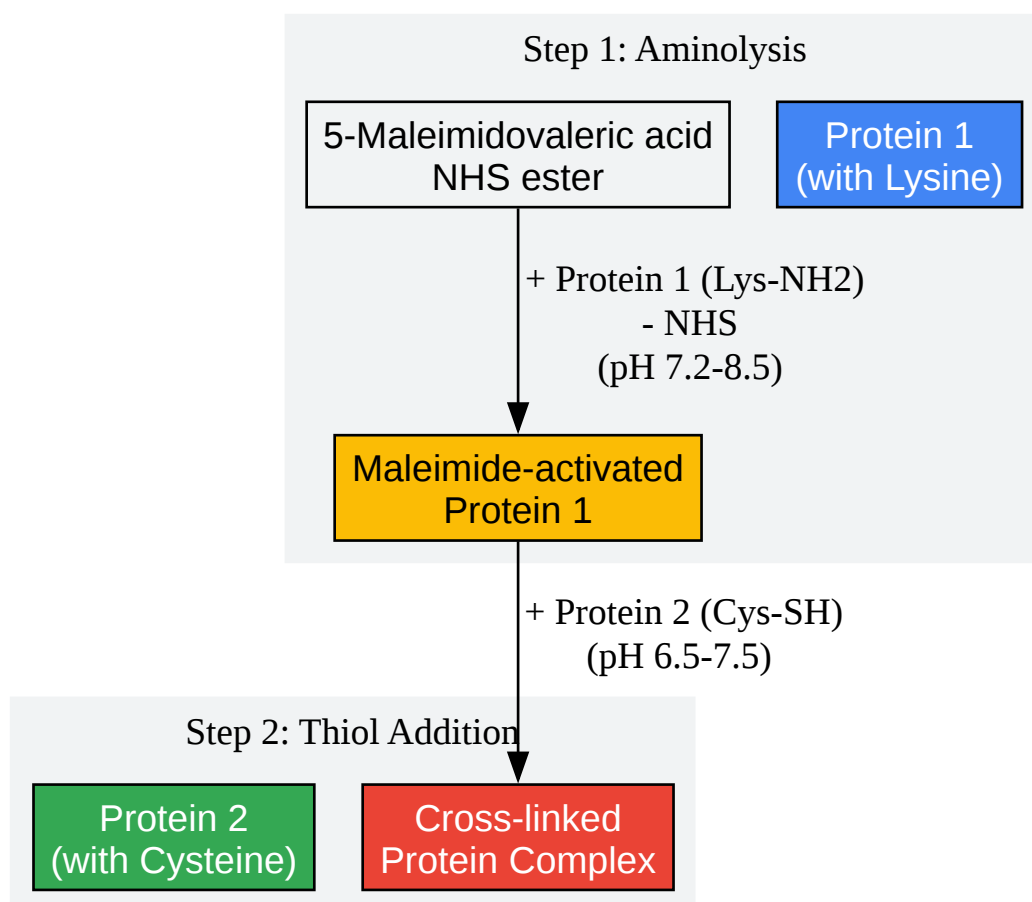 Step 1: Aminolysis
5-Maleimidovaleric acid
NHS ester
Protein 1
(with Lysine)
+ Protein 1 (Lys-NH2)
- NHS
(pH 7.2-8.5)
Maleimide-activated
Protein 1
+ Protein 2 (Cys-SH)
(pH 6.5-7.5)
Step 2: Thiol Addition
Protein 2
(with Cysteine)
Cross-linked
Protein Complex